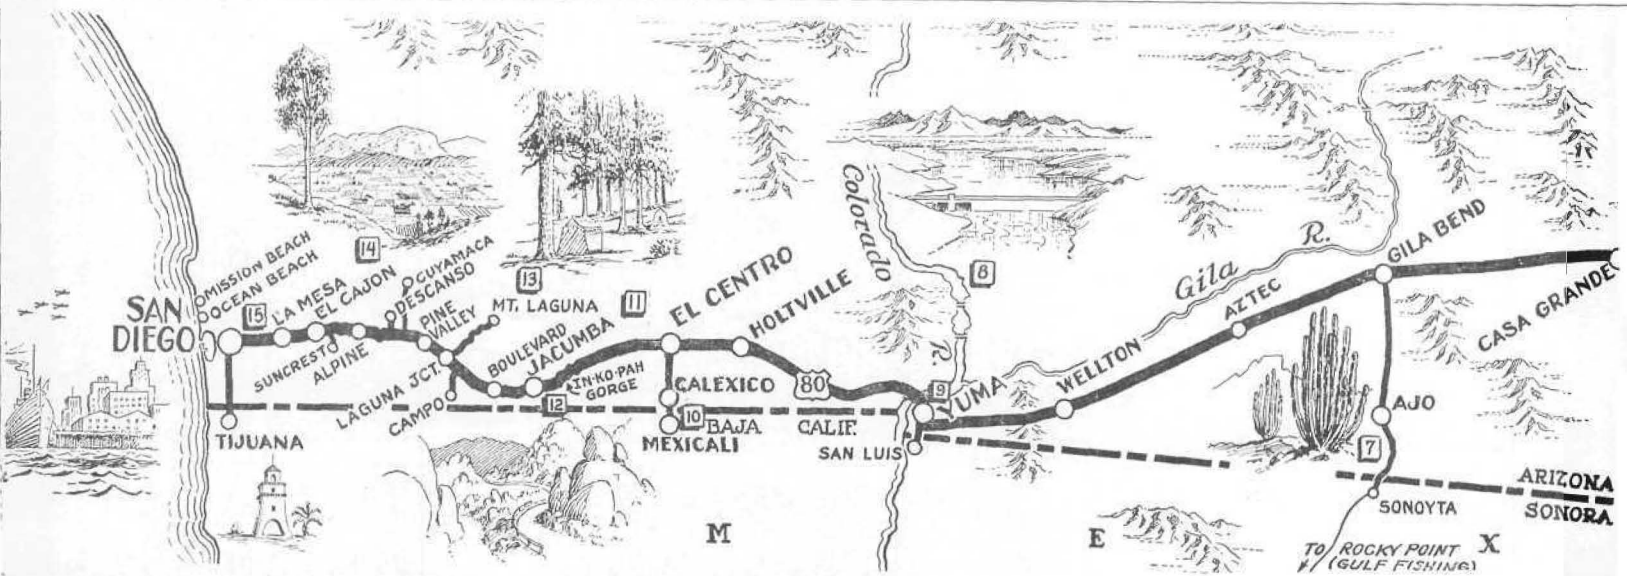 MISSION BEACH
OCEAN BEACH
SAN
DIEGO
15
LA MESA
EL CAJON
14
CUYAMACA
DESCANSO
SUNCREST
ALPINE
PINE
VALLEY
13
MT. LAGUNA
LAGUNA JCT.
CAMPO
BOULEVARD
JACUMBA
11
IN-KO-PAH
GORGE
12
EL CENTRO
HOLTVILLE
CALEXICO
10
MEXICALI
BAJA
CALIF.
80
TIJUANA
Colorado
R.
8
9
YUMA
SAN LUIS
WELLTON
AZTEC
Gila
R.
GILA BEND
CASA GRANDE
AJO
7
ARIZONA
SONORA
SONOYTA
TO ROCKY POINT
(GULF FISHING)
M
E
X